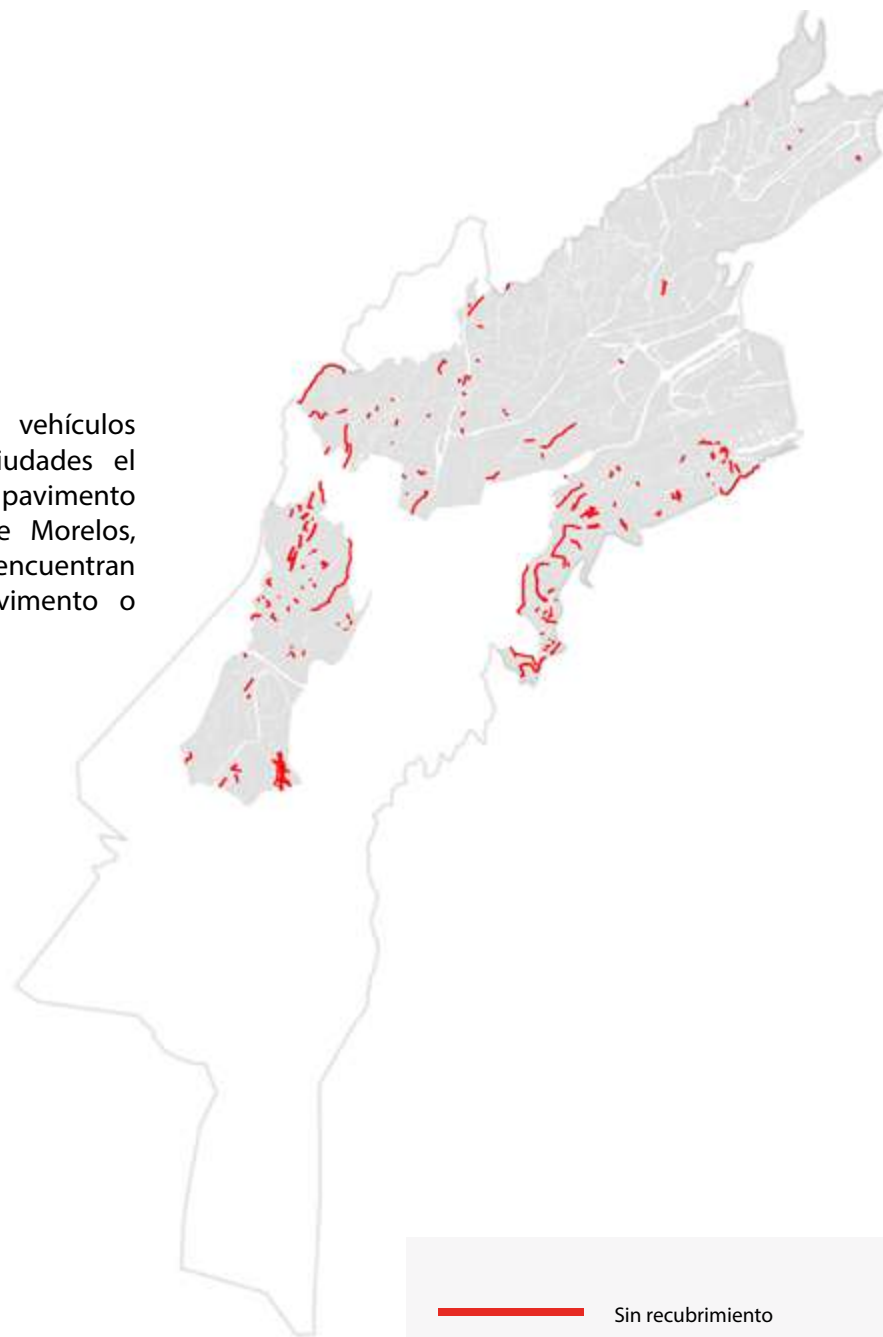 vehículos
iudades el
pavimento
e Morelos,
encuentran
vimento o
Sin recubrimiento